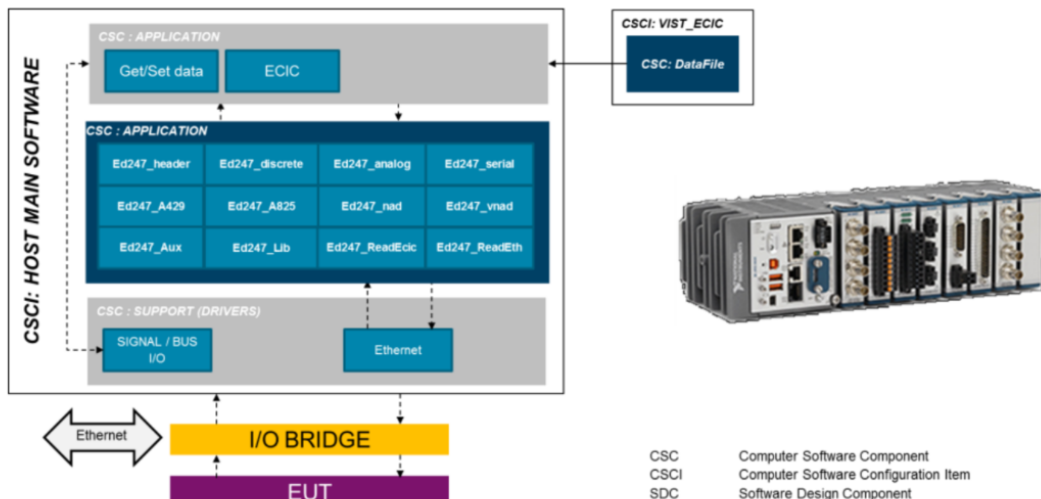 CSCI: HOST MAIN SOFTWARE
CSC : APPLICATION
Get/Set data
ECIC
CSCI: VIST_ECIC
CSC: DataFile
CSC : APPLICATION
Ed247_header
Ed247_discrete
Ed247_analog
Ed247_serial
Ed247_A429
Ed247_A825
Ed247_nad
Ed247_vnad
Ed247_Aux
Ed247_Lib
Ed247_ReadEcic
Ed247_ReadEth
CSC : SUPPORT (DRIVERS)
SIGNAL / BUS
I/O
Ethernet
Ethernet
I/O BRIDGE
EUT
CSC Computer Software Component
CSCI Computer Software Configuration Item
SDC Software Design Component